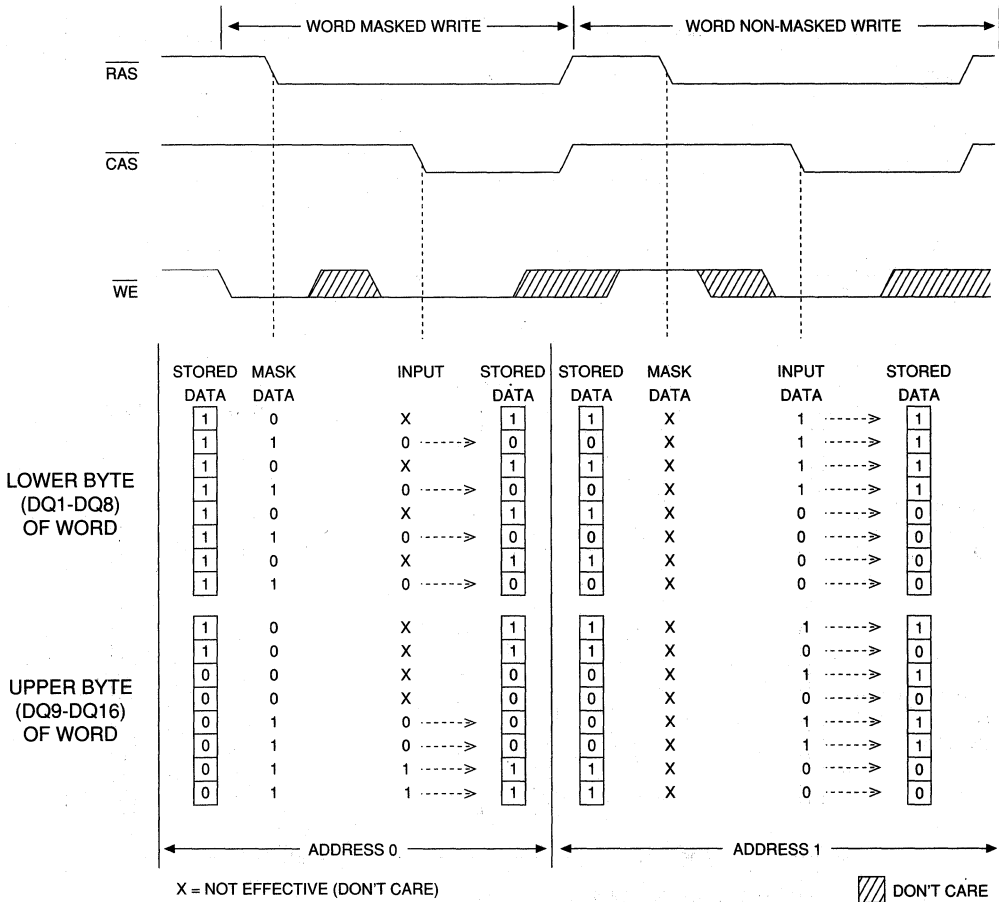 WORD MASKED WRITE WORD NON-MASKED WRITE
RAS
CAS
WE
STORED MASK INPUT STORED STORED MASK INPUT STORED
DATA DATA DATA DATA DATA DATA DATA
1 0 X 1 1 X 1 1
1 1 0 0 0 X 1 1
1 0 X 1 1 X 1 1
LOWER BYTE
1 1 0 0 0 X 1 1
(DQ1-DQ8)
1 0 X 1 1 X 0 0
OF WORD
1 1 0 0 0 X 0 0
1 0 X 1 1 X 0 0
1 1 0 0 0 X 0 0
1 0 X 1 1 X 1 1
1 0 X 1 1 X 0 0
0 0 X 0 0 X 1 1
UPPER BYTE
0 0 X 0 0 X 0 0
(DQ9-DQ16)
0 1 0 0 0 X 1 1
OF WORD
0 1 0 0 0 X 1 1
0 1 1 1 1 X 0 0
0 1 1 1 1 X 0 0
ADDRESS 0 ADDRESS 1
X = NOT EFFECTIVE (DON'T CARE) DON'T CARE